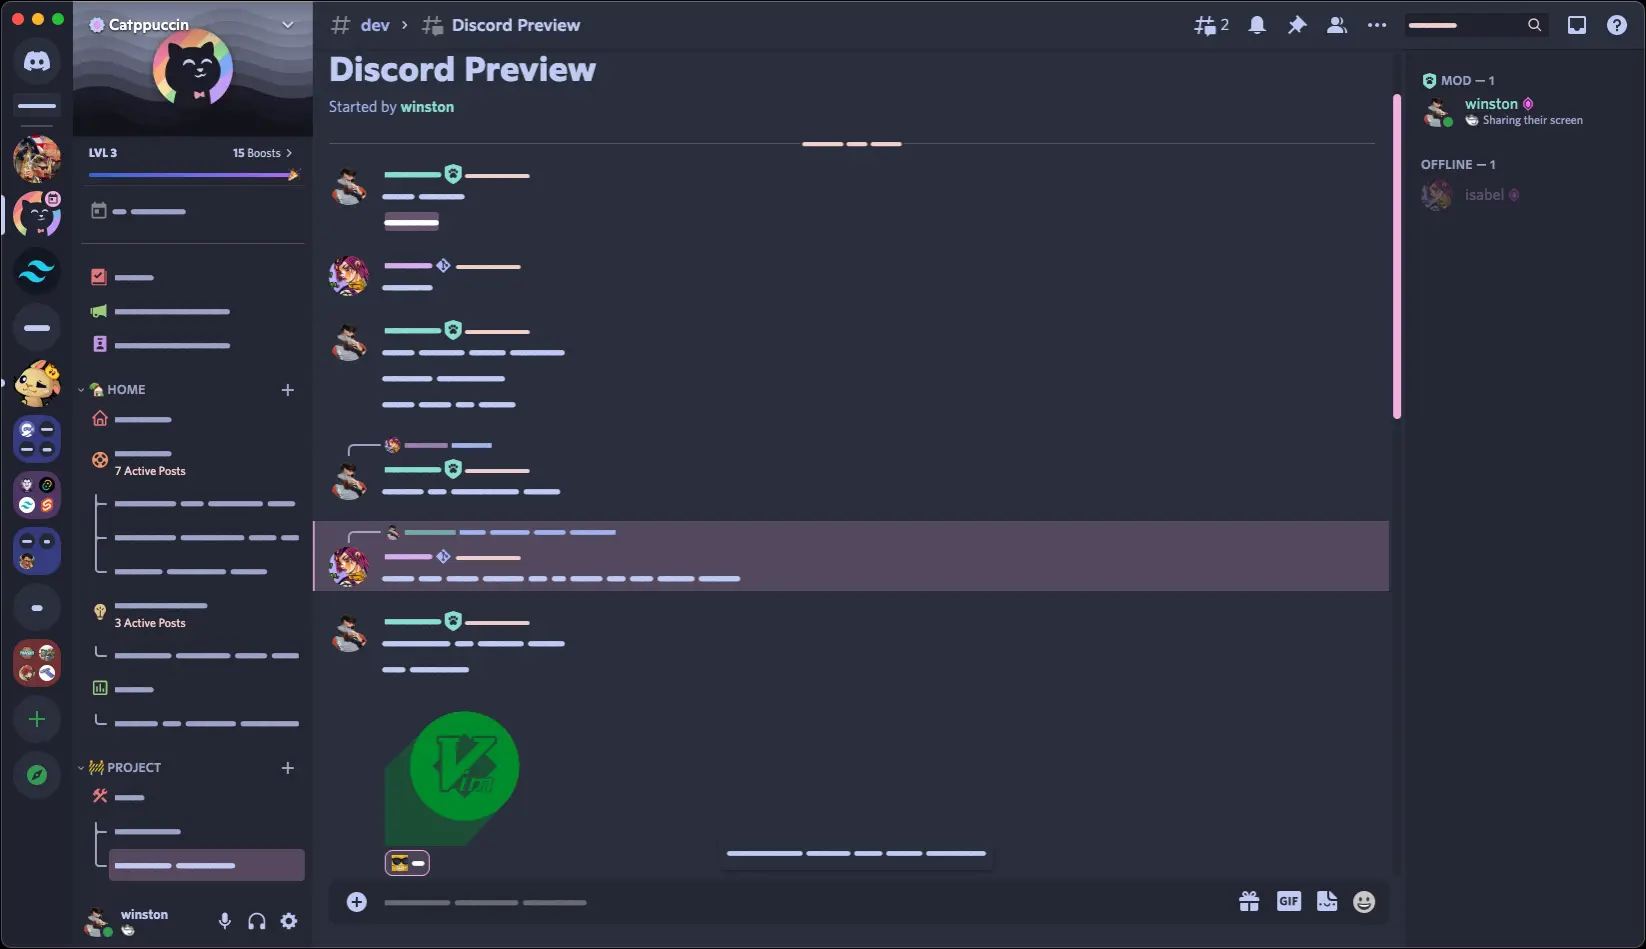 Catppuccin
LVL 3
15 Boosts
7 Active Posts
3 Active Posts
HOME
PROJECT
winston
dev
Discord Preview
2
Discord Preview
Started by winston
Vim
GIF
MOD — 1
winston
Sharing their screen
OFFLINE — 1
isabel